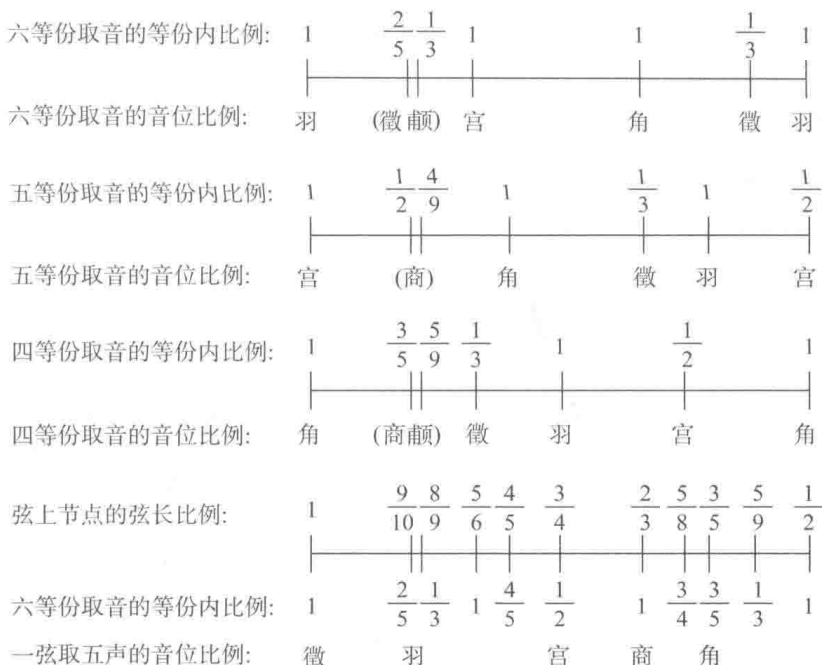 六等份取音的等份内比例: 1 2/5 1/3 1 1 1/3 1
六等份取音的音位比例: 羽 (徵) 宫 角 徵 羽
五等份取音的等份内比例: 1 1/2 4/9 1 1/3 1 1/2
五等份取音的音位比例: 宫 (商) 角 徵 羽 宫
四等份取音的等份内比例: 1 3/5 5/9 1/3 1 1/2 1
四等份取音的音位比例: 角 (商) 徵 羽 宫 角
弦上节点的弦长比例: 1 9/10 8/9 5/6 4/5 3/4 2/3 5/8 3/5 5/9 1/2
六等份取音的等份内比例: 1 2/5 1/3 1 4/5 1/2 1 3/4 3/5 1/3 1
一弦取五声的音位比例: 徵 羽 宫 商 角